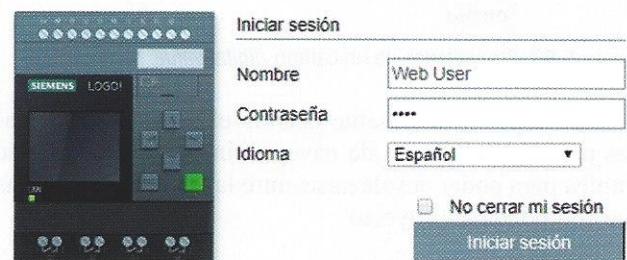 Iniciar sesión
SIEMENS LOGO!
Nombre Web User
Contraseña ••••
Idioma Español
No cerrar mi sesión
Iniciar sesión